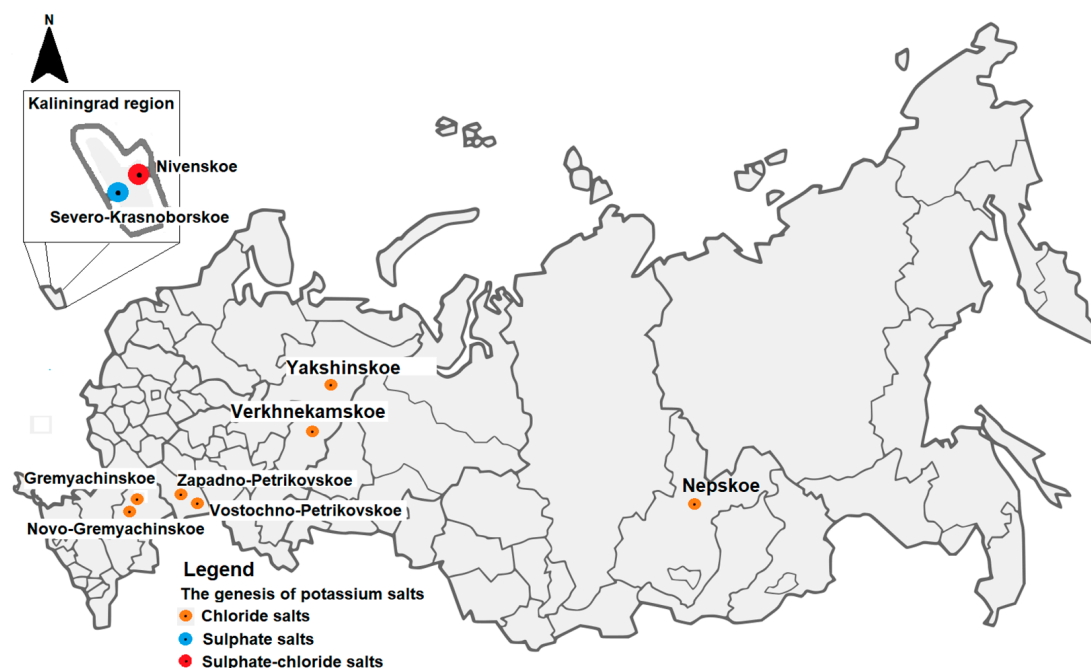 N
Kaliningrad region
Nivenskoe
Severo-Krasnoborskoe
Yakshinskoe
Verkhnekamskoe
Gremyachinskoe
Zapadno-Petrikovskoe
Nepskoe
Vostochno-Petrikovskoe
Novo-Gremyachinskoe
Legend
The genesis of potassium salts
Chloride salts
Sulphate salts
Sulphate-chloride salts